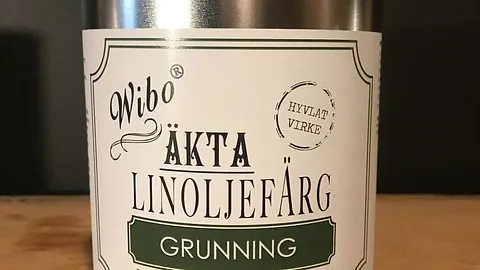 Wibo®
HYVLAT
VIRKE
ÄKTA
LINOLJEFÄRG
GRUNNING